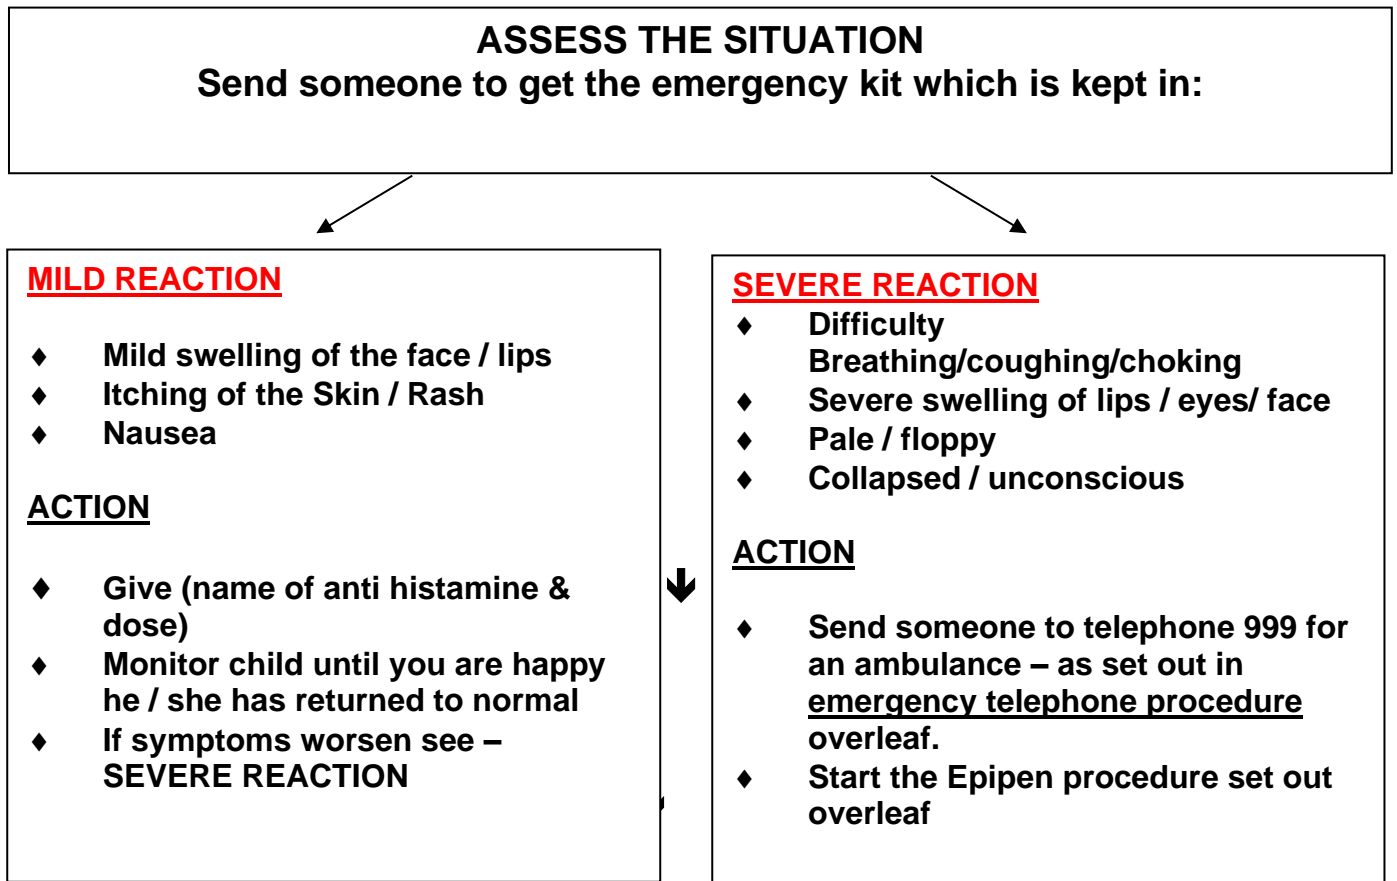 ASSESS THE SITUATION
Send someone to get the emergency kit which is kept in:
MILD REACTION
♦ Mild swelling of the face / lips
♦ Itching of the Skin / Rash
♦ Nausea
ACTION
♦ Give (name of anti histamine &
dose)
♦ Monitor child until you are happy
he / she has returned to normal
♦ If symptoms worsen see –
SEVERE REACTION
SEVERE REACTION
♦ Difficulty
Breathing/coughing/choking
♦ Severe swelling of lips / eyes/ face
♦ Pale / floppy
♦ Collapsed / unconscious
ACTION
♦ Send someone to telephone 999 for
an ambulance – as set out in
emergency telephone procedure
overleaf.
♦ Start the Epipen procedure set out
overleaf